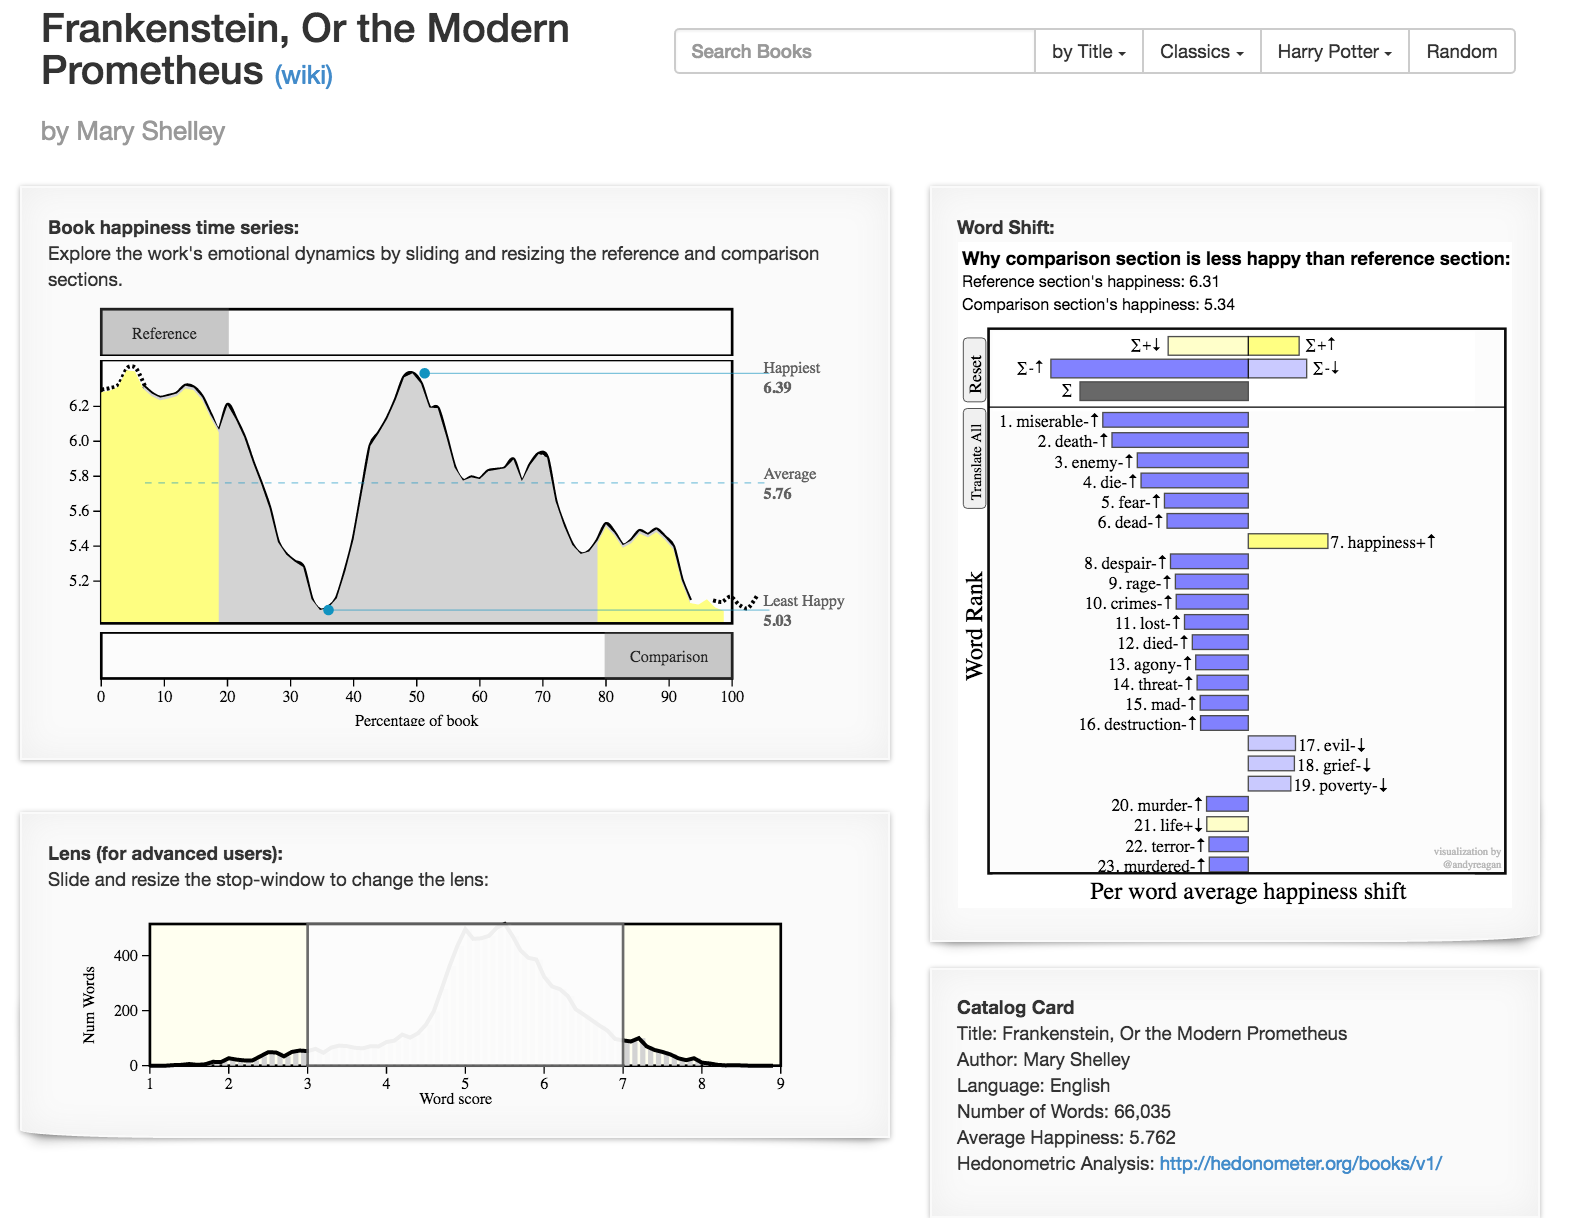 Frankenstein, Or the Modern
Prometheus (wiki)
Search Books
by Title
Classics
Harry Potter
Random
by Mary Shelley
Book happiness time series:
Explore the work's emotional dynamics by sliding and resizing the reference and comparison
sections.
Reference
Happiest
6.39
Average
5.76
Least Happy
5.03
6.2
6.0
5.8
5.6
5.4
5.2
Comparison
0 10 20 30 40 50 60 70 80 90 100
Percentage of book
Lens (for advanced users):
Slide and resize the stop-window to change the lens:
Num Words
400
200
0
1 2 3 4 5 6 7 8 9
Word score
Word Shift:
Why comparison section is less happy than reference section:
Reference section's happiness: 6.31
Comparison section's happiness: 5.34
Reset
Translate All
Σ+↓ Σ+↑
Σ-↑ Σ-↓
Σ
Word Rank
1. miserable-↑
2. death-↑
3. enemy-↑
4. die-↑
5. fear-↑
6. dead-↑
7. happiness+↑
8. despair-↑
9. rage-↑
10. crimes-↑
11. lost-↑
12. died-↑
13. agony-↑
14. threat-↑
15. mad-↑
16. destruction-↑
17. evil-↓
18. grief-↓
19. poverty-↓
20. murder-↑
21. life+↓
22. terror-↑
23. murdered-↑
visualization by
@andyreagan
Per word average happiness shift
Catalog Card
Title: Frankenstein, Or the Modern Prometheus
Author: Mary Shelley
Language: English
Number of Words: 66,035
Average Happiness: 5.762
Hedonometric Analysis: http://hedonometer.org/books/v1/